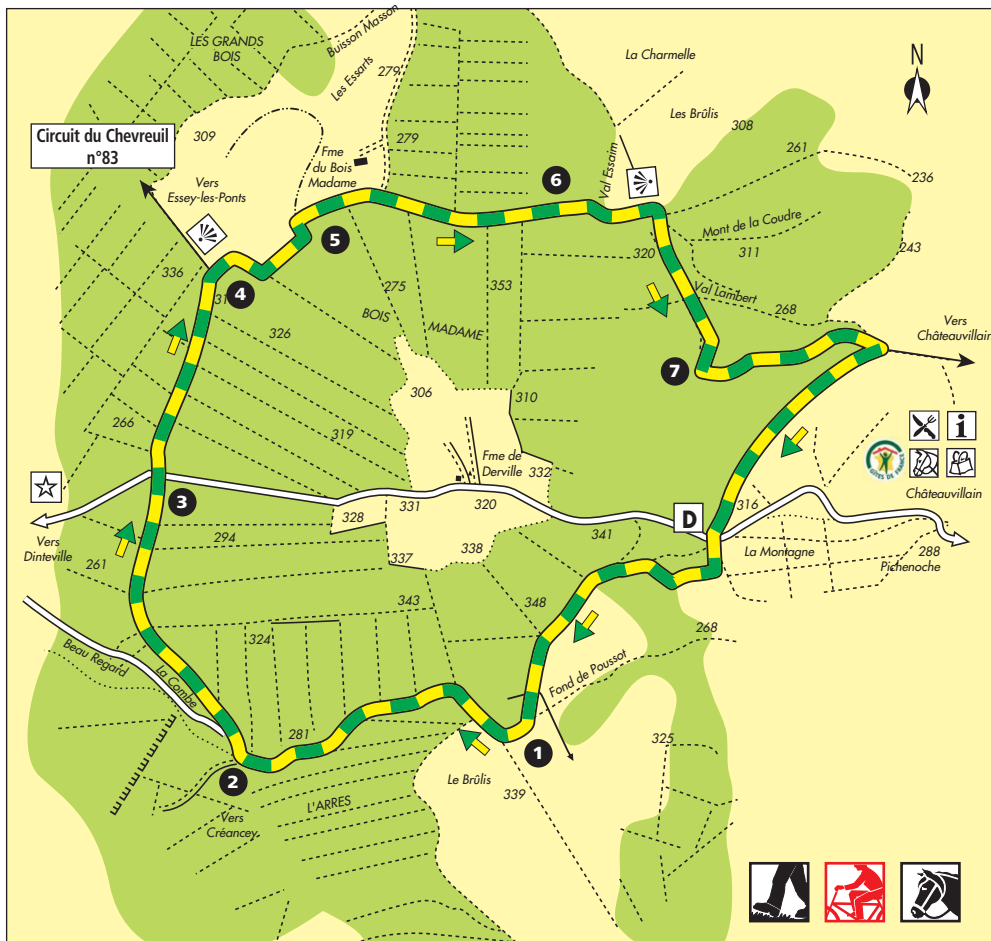 LES GRANDS
BOIS
Buisson Masson
Les Essarts
279
La Charmelle
N
Les Brûlis
308
Circuit du Chevreuil
n°83
309
279
Fme
du Bois
Madame
261
236
Val Essaim
6
Vers
Essey-les-Ponts
Mont de la Coudre
5
243
336
4
320
311
275
353
Val Lambert
268
326
BOIS
MADAME
Vers
Châteauvillain
7
306
310
266
319
Fme de
Derville
332
i
GÎTES DE FRANCE
Châteauvillain
3
331
320
316
328
D
Vers
Dinteville
294
338
341
La Montagne
288
337
Pichenoche
261
343
348
324
268
Beau Regard
La Combe
Fond de Poussot
281
325
1
2
Le Brûlis
339
L'ARRES
Vers
Créancey